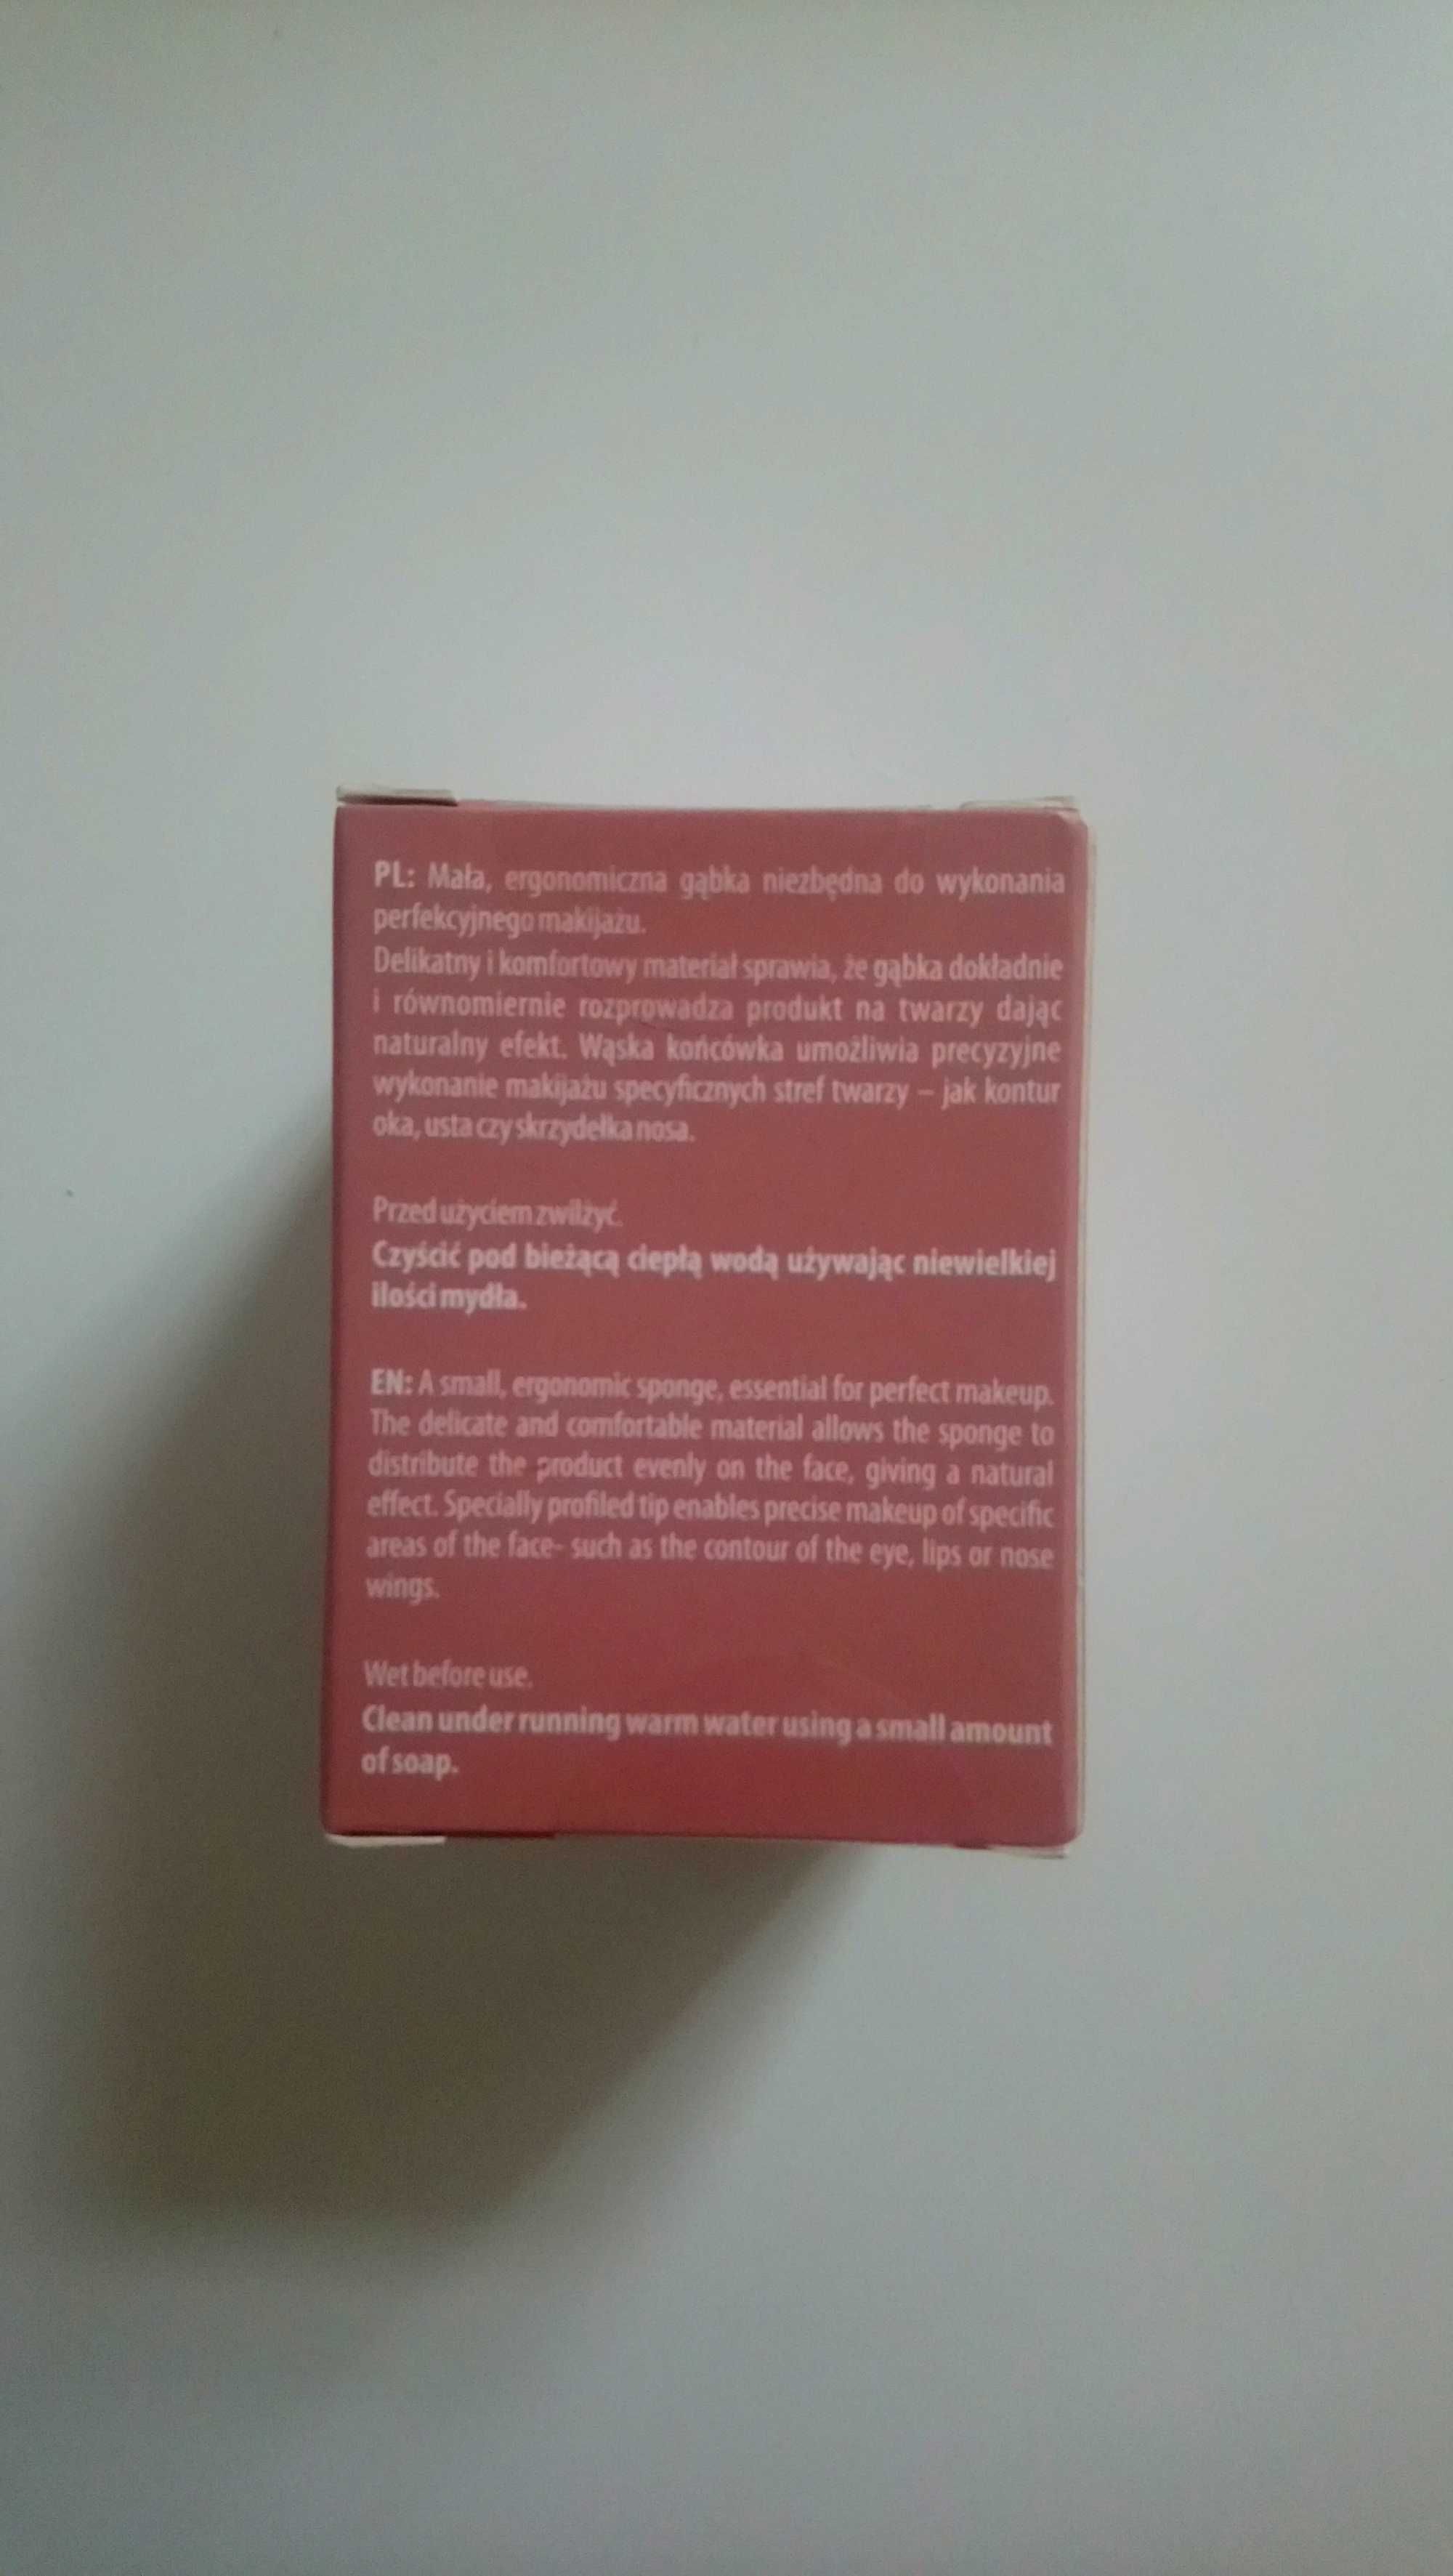 PL: Mała, ergonomiczna gąbka niezbędna do wykonania
perfekcyjnego makijażu.
Delikatny i komfortowy materiał sprawia, że gąbka dokładnie
i równomiernie rozprowadza produkt na twarzy dając
naturalny efekt. Wąska końcówka umożliwia precyzyjne
wykonanie makijażu specyficznych stref twarzy – jak kontur
oka, usta czy skrzydełka nosa.
Przed użyciem zwilżyć.
Czyścić pod bieżącą ciepłą wodą używając niewielkiej
ilości mydła.
EN: A small, ergonomic sponge, essential for perfect makeup.
The delicate and comfortable material allows the sponge to
distribute the product evenly on the face, giving a natural
effect. Specially profiled tip enables precise makeup of specific
areas of the face- such as the contour of the eye, lips or nose
wings.
Wet before use.
Clean under running warm water using a small amount
of soap.